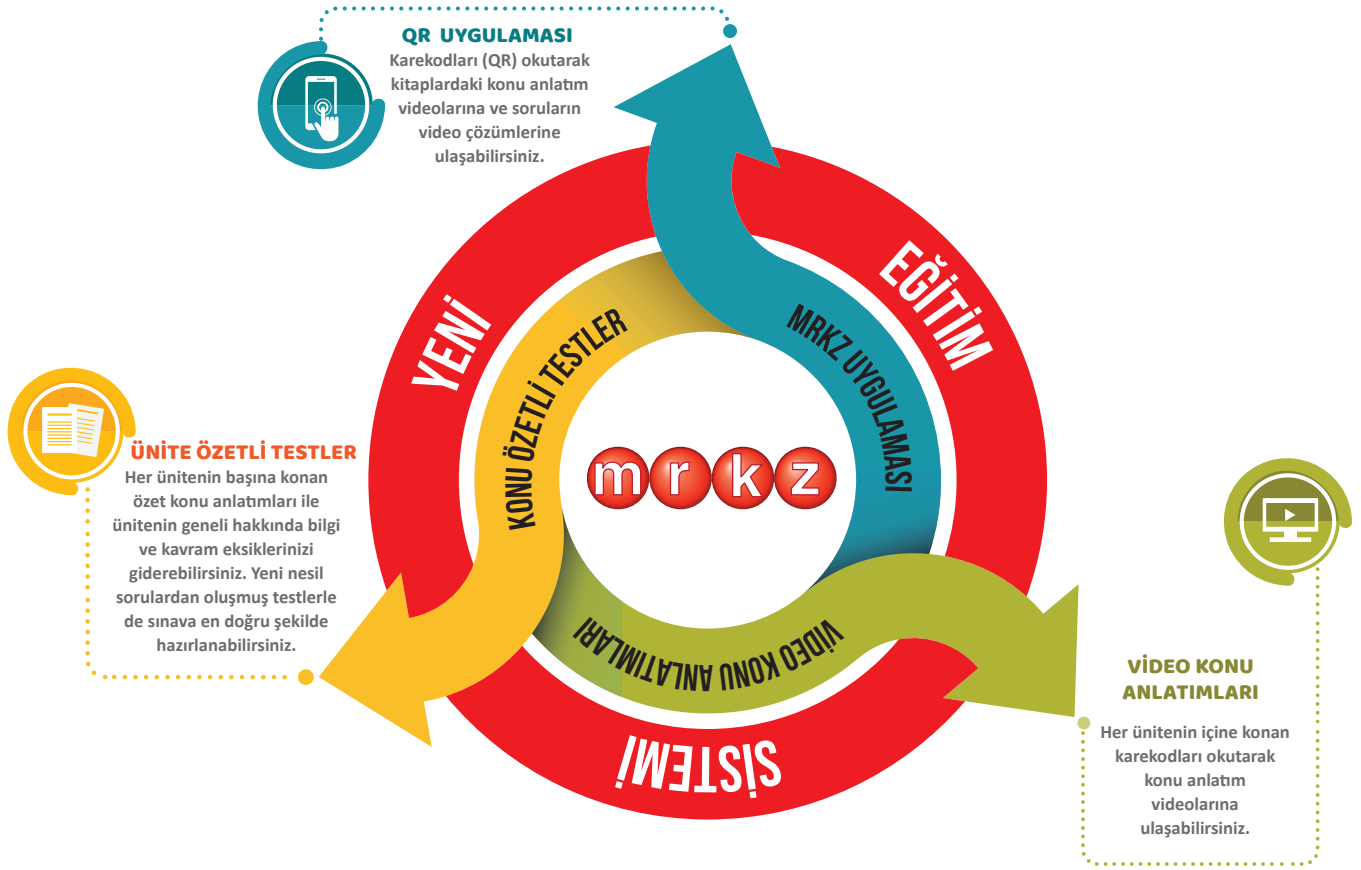 QR UYGULAMASI
Karekodları (QR) okutarak
kitaplardaki konu anlatım
videolarına ve soruların
video çözümlerine
ulaşabilirsiniz.
YENİ
EĞİTİM
SİSTEMİ
KONU ÖZETLİ TESTLER
MRKZ UYGULAMASI
VİDEO KONU ANLATIMLARI
mrkz
ÜNİTE ÖZETLİ TESTLER
Her ünitenin başına konan
özet konu anlatımları ile
ünitenin geneli hakkında bilgi
ve kavram eksiklerinizi
giderebilirsiniz. Yeni nesil
sorulardan oluşmuş testlerle
de sınava en doğru şekilde
hazırlanabilirsiniz.
VİDEO KONU
ANLATIMLARI
Her ünitenin içine konan
karekodları okutarak
konu anlatım
videolarına
ulaşabilirsiniz.